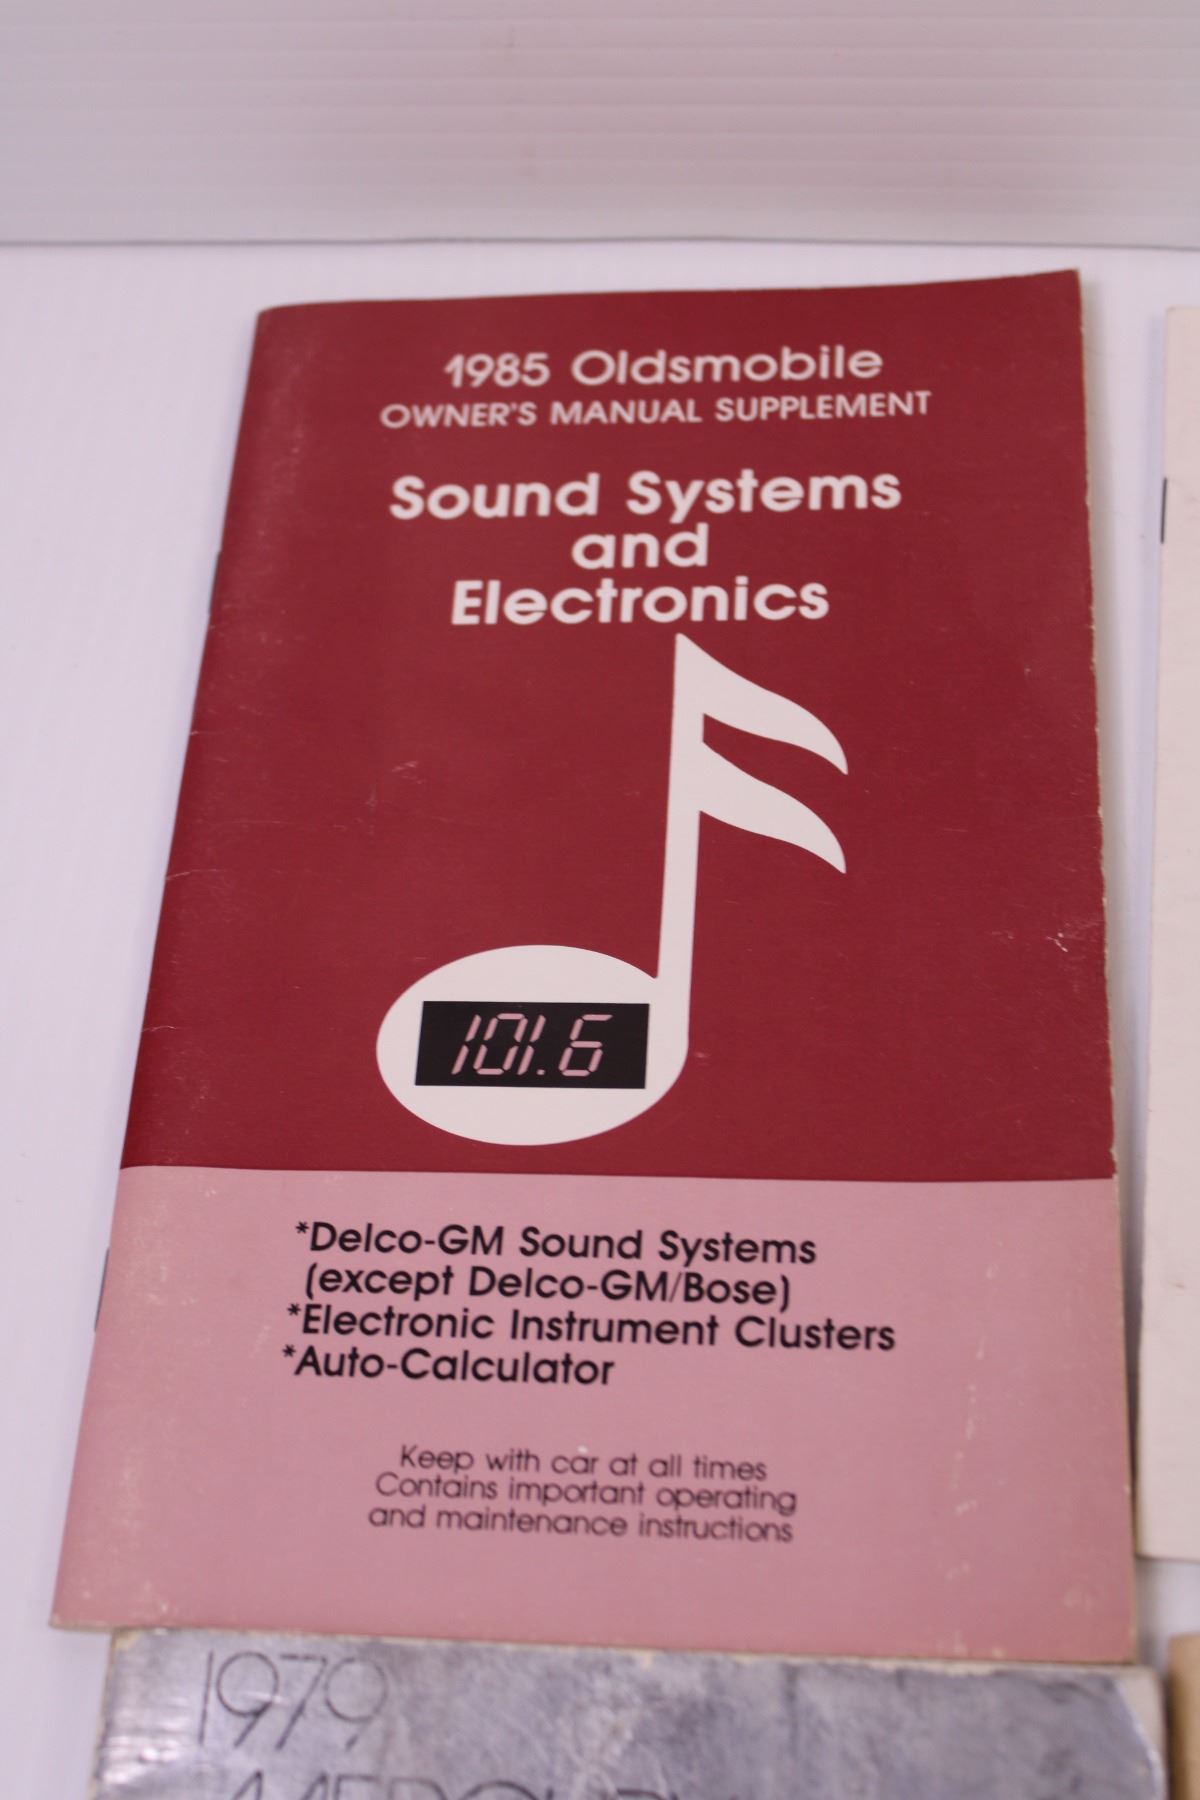 1985 Oldsmobile
OWNER'S MANUAL SUPPLEMENT
Sound Systems
and
Electronics
101.6
*Delco-GM Sound Systems
(except Delco-GM/Bose)
*Electronic Instrument Clusters
*Auto-Calculator
Keep with car at all times
Contains important operating
and maintenance instructions
1979